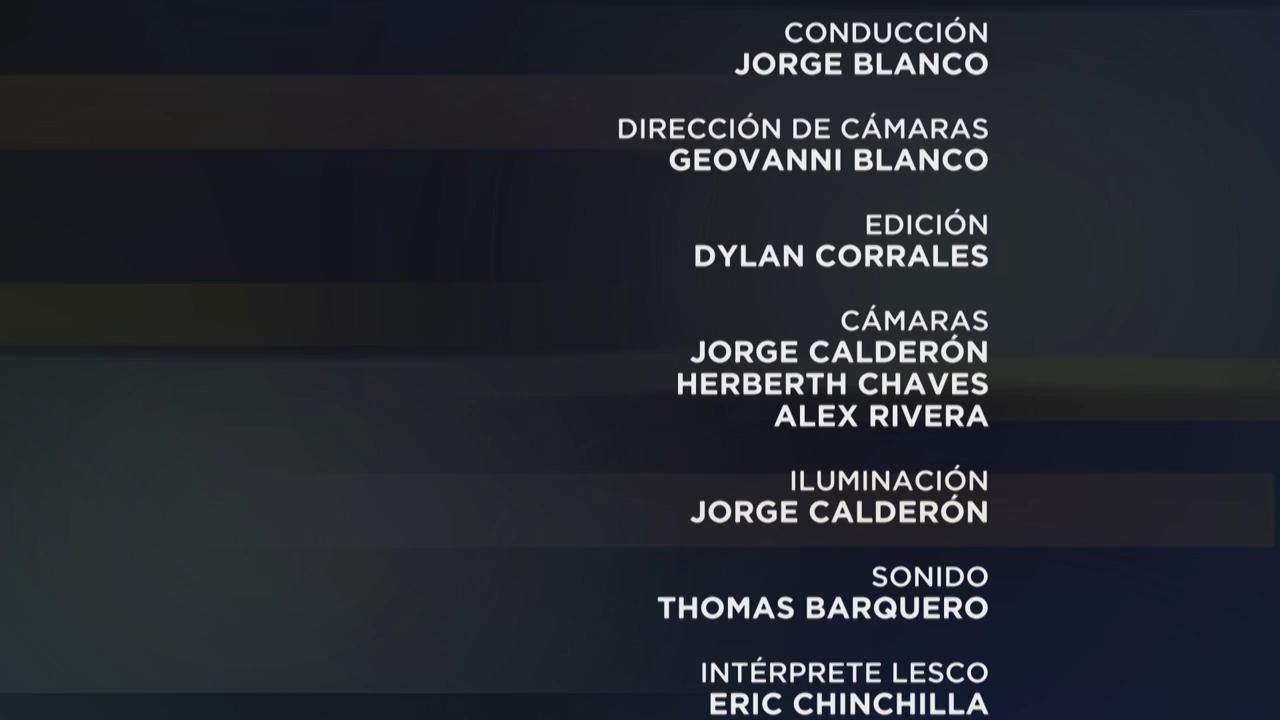 CONDUCCIÓN
JORGE BLANCO
DIRECCIÓN DE CÁMARAS
GEOVANNI BLANCO
EDICIÓN
DYLAN CORRALES
CÁMARAS
JORGE CALDERÓN
HERBERTH CHAVES
ALEX RIVERA
ILUMINACIÓN
JORGE CALDERÓN
SONIDO
THOMAS BARQUERO
INTÉRPRETE LESCO
ERIC CHINCHILLA